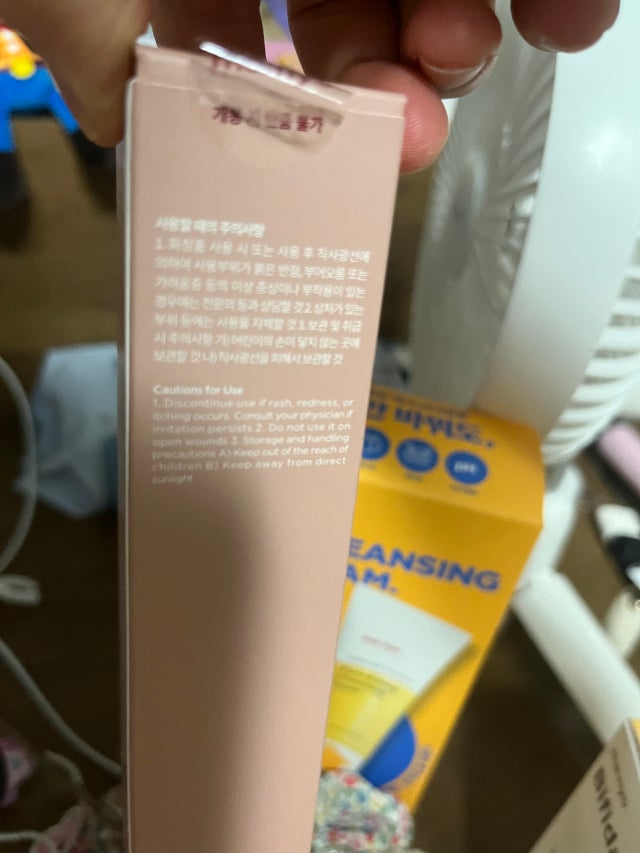 개봉 시 반품 불가
사용할 때의 주의사항
1. 화장품 사용 시 또는 사용 후 직사광선에
의하여 사용부위가 붉은 반점, 부어오름 또는
가려움증 등의 이상 증상이나 부작용이 있는
경우에는 전문의 등과 상담할 것 2. 상처가 있는
부위 등에는 사용을 자제할 것 3. 보관 및 취급
시 주의사항 가) 어린이의 손이 닿지 않는 곳에
보관할 것 나) 직사광선을 피해서 보관할 것
Cautions for Use
1. Discontinue use if rash, redness, or
itching occurs. Consult your physician if
irritation persists 2. Do not use it on
open wounds 3. Storage and handling
precautions A) Keep out of the reach of
children B) Keep away from direct
sunlight
EANSING
AM.
Bifid